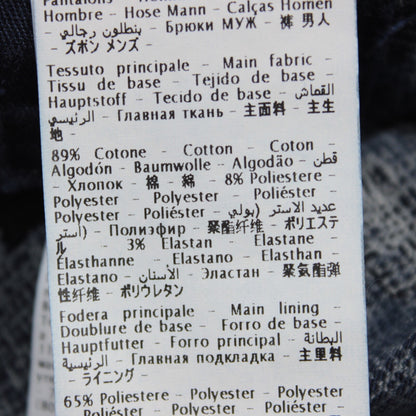 Hombre - Hose Mann - Calças Homen
- بنطلون رجالي - Брюки МУЖ - 裤 男人
- ズボン メンズ -
Tessuto principale - Main fabric -
Tissu de base - Tejido de base -
Hauptstoff - Tecido de base - القماش
الرئيسي - Главная ткань - 主面料 - 主生
地 -
89% Cotone - Cotton - Coton -
Algodón - Baumwolle - Algodão - قطن
- Хлопок - 綿 - 綿 - 8% Poliestere -
Polyester - Polyester - Poliester -
Polyester - Poliéster - عديد الاستر (بولي
أستر) - Полиэфир - 聚酯纤维 - ポリエステ
ル - 3% Elastan - Elastane -
Élasthanne - Elastano - Elasthan -
Elastano - الأستان - Эластан - 聚氨酯弹
性纤维 - ポリウレタン
Fodera principale - Main lining -
Doublure de base - Forro de base -
Hauptfutter - Forro principal - البطانة
الرئيسية - Главная подкладка - 主里料
- ライニング -
65% Poliestere - Polyester - Polyester